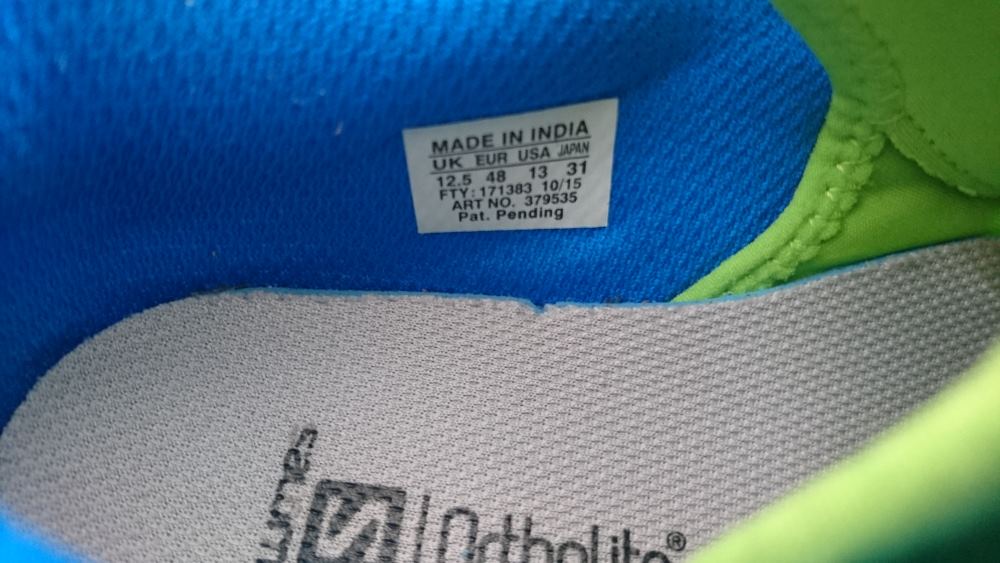 MADE IN INDIA
UK EUR USA JAPAN
12.5 48 13 31
FTY: 171383 10/15
ART NO. 379535
Pat. Pending
OrthoLite®